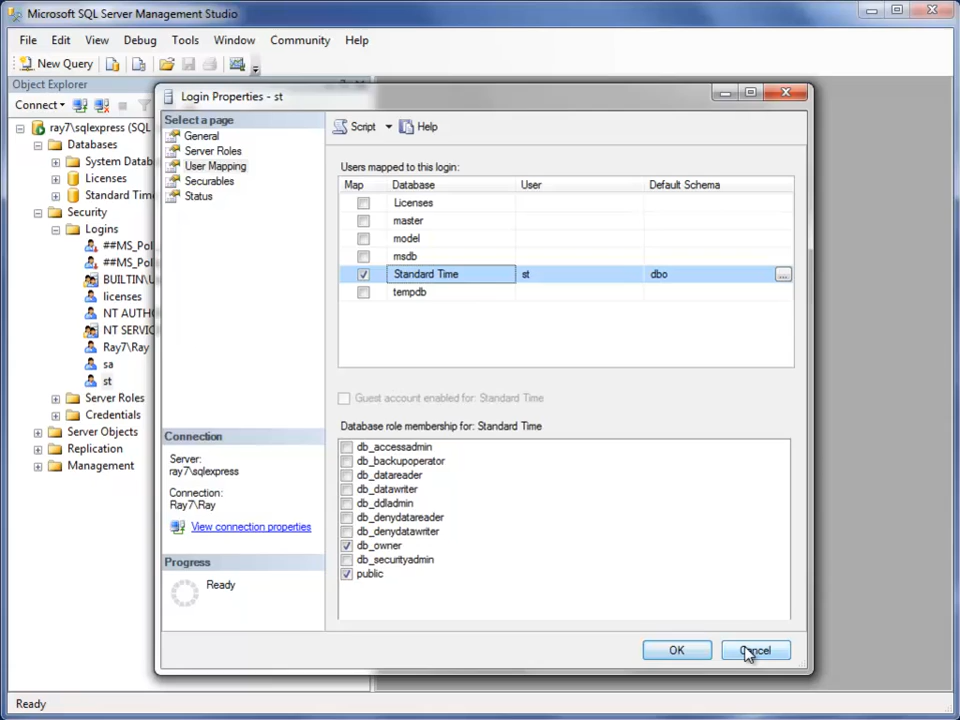 Microsoft SQL Server Management Studio
File Edit View Debug Tools Window Community Help
New Query
Object Explorer
Connect
ray7\sqlexpress (SQL
Databases
System Datab
Licenses
Standard Tim
Security
Logins
##MS_Pol
##MS_Pol
BUILTIN\U
licenses
NT AUTH
NT SERVIC
Ray7\Ray
sa
st
Server Roles
Credentials
Server Objects
Replication
Management
Login Properties - st
Select a page
General
Server Roles
User Mapping
Securables
Status
Connection
Server:
ray7\sqlexpress
Connection:
Ray7\Ray
View connection properties
Progress
Ready
Script Help
Users mapped to this login:
Map Database User Default Schema
Licenses
master
model
msdb
Standard Time st dbo ...
tempdb
Guest account enabled for: Standard Time
Database role membership for: Standard Time
db_accessadmin
db_backupoperator
db_datareader
db_datawriter
db_ddladmin
db_denydatareader
db_denydatawriter
db_owner
db_securityadmin
public
OK Cancel
Ready